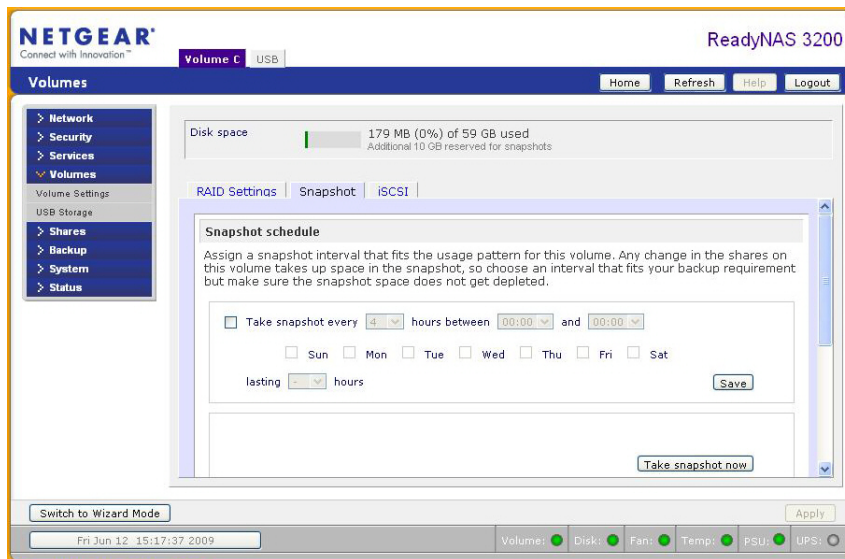 NETGEAR®
Connect with Innovation™
ReadyNAS 3200
Volume C
USB
Volumes
Home
Refresh
Help
Logout
> Network
> Security
> Services
Volumes
Volume Settings
USB Storage
> Shares
> Backup
> System
> Status
Disk space
179 MB (0%) of 59 GB used
Additional 10 GB reserved for snapshots
RAID Settings
Snapshot
iSCSI
Snapshot schedule
Assign a snapshot interval that fits the usage pattern for this volume. Any change in the shares on
this volume takes up space in the snapshot, so choose an interval that fits your backup requirement
but make sure the snapshot space does not get depleted.
Take snapshot every 4 hours between 00:00 and 00:00
Sun Mon Tue Wed Thu Fri Sat
lasting - hours
Save
Take snapshot now
Switch to Wizard Mode
Apply
Fri Jun 12 15:17:37 2009
Volume: Disk: Fan: Temp: PSU: UPS: